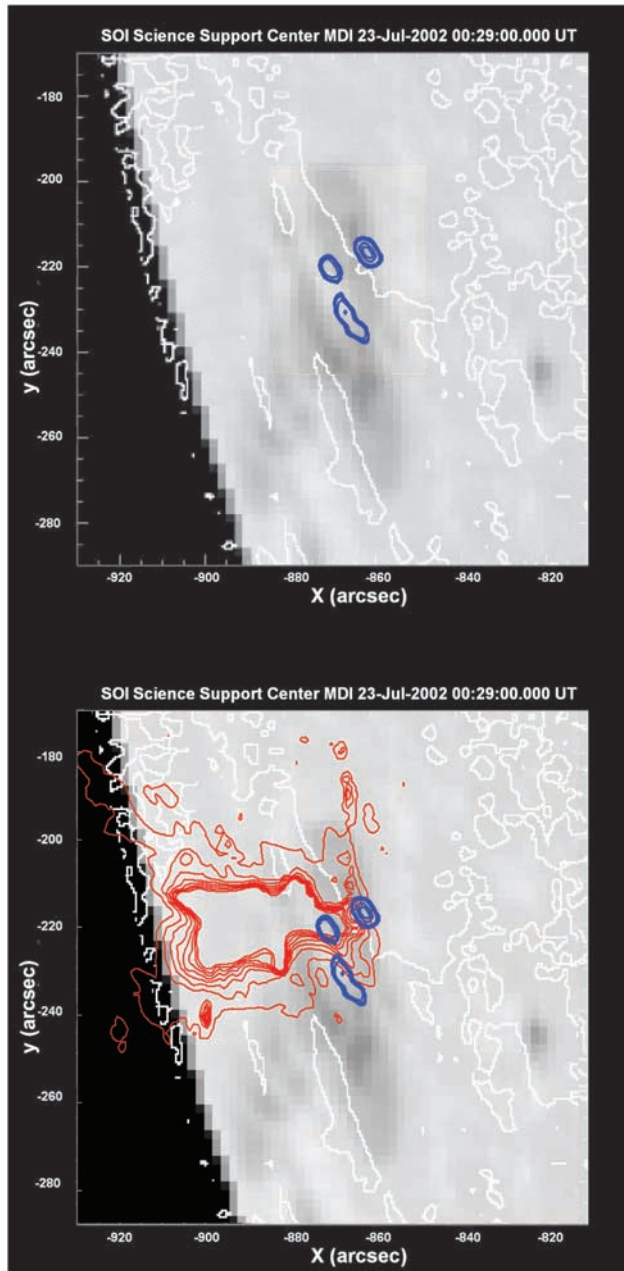 SOI Science Support Center MDI 23-Jul-2002 00:29:00.000 UT
-180
-200
-220
-240
-260
-280
y (arcsec)
-920 -900 -880 -860 -840 -820
X (arcsec)
SOI Science Support Center MDI 23-Jul-2002 00:29:00.000 UT
-180
-200
-220
-240
-260
-280
y (arcsec)
-920 -900 -880 -860 -840 -820
X (arcsec)